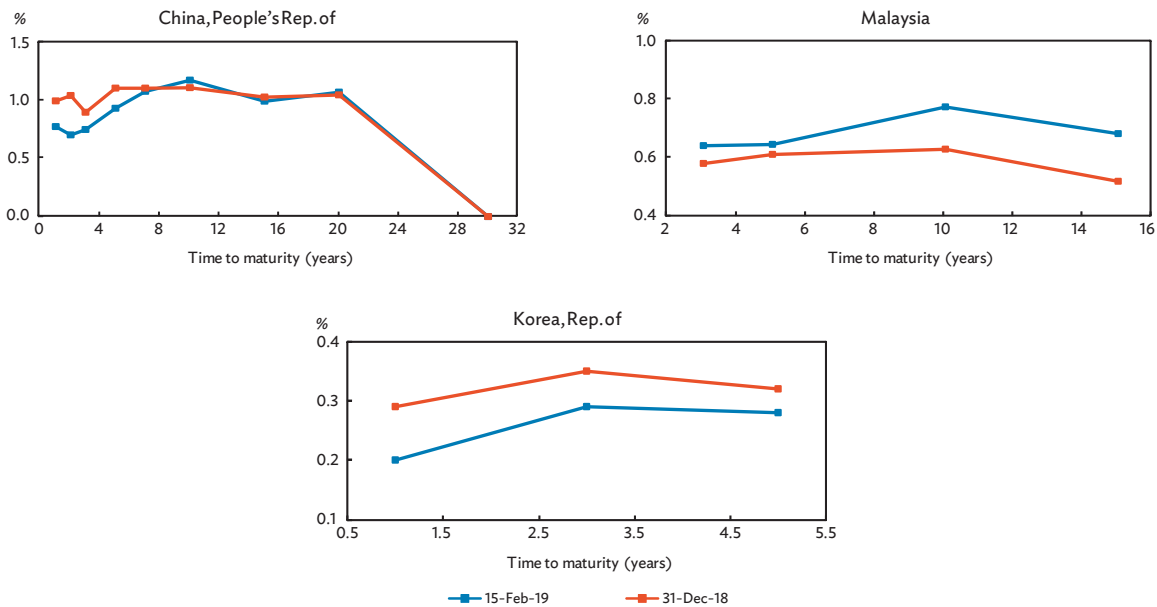 China, People's Rep. of
%
1.5
1.0
0.5
0.0
0 4 8 12 16 20 24 28 32
Time to maturity (years)
Malaysia
%
1.0
0.8
0.6
0.4
2 4 6 8 10 12 14 16
Time to maturity (years)
Korea, Rep. of
%
0.4
0.3
0.2
0.1
0.5 1.5 2.5 3.5 4.5 5.5
Time to maturity (years)
15-Feb-19 31-Dec-18